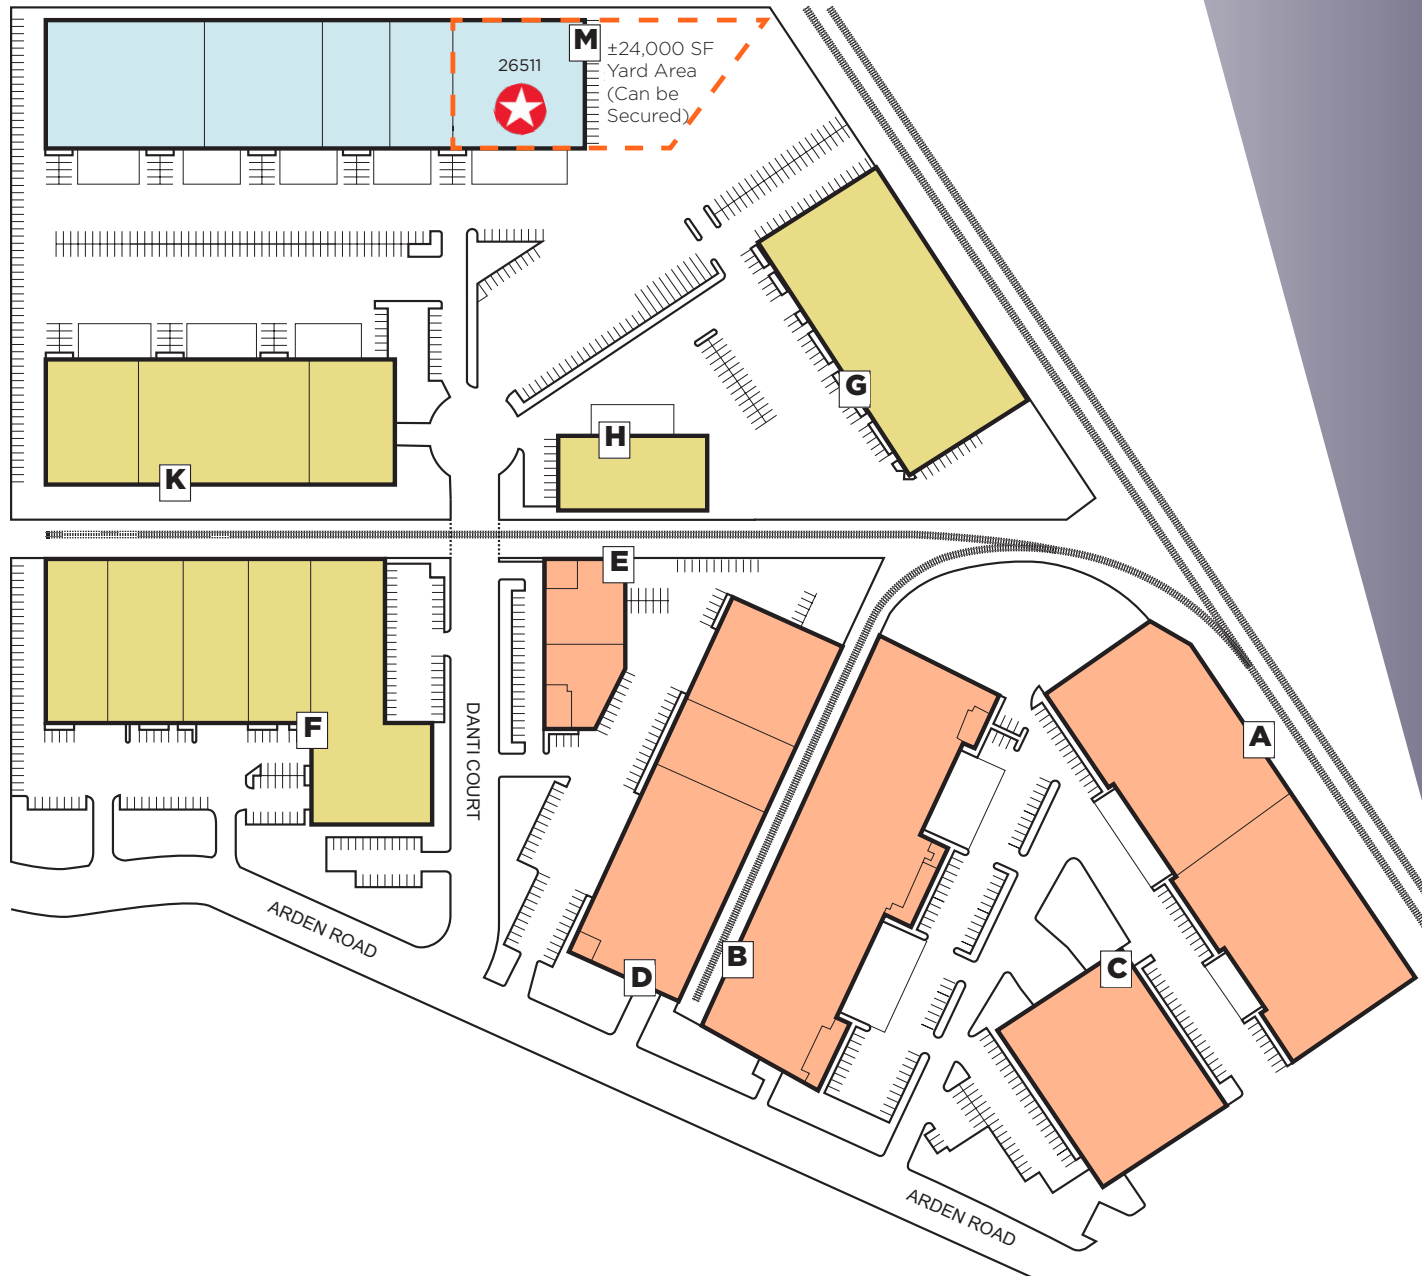 M
±24,000 SF
Yard Area
(Can be
Secured)
26511
G
H
K
E
F
DANTI COURT
A
B
C
D
ARDEN ROAD
ARDEN ROAD